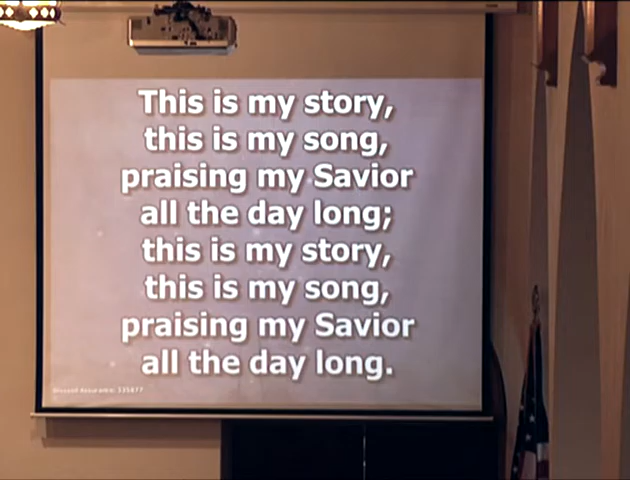 This is my story,
this is my song,
praising my Savior
all the day long;
this is my story,
this is my song,
praising my Savior
all the day long.